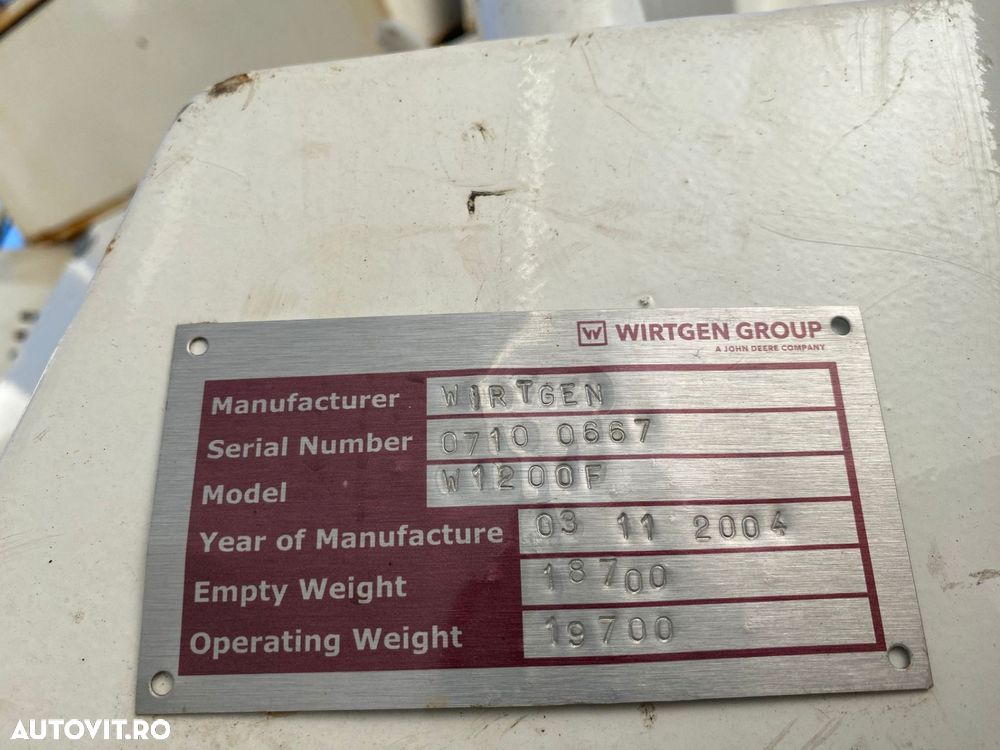 W WIRTGEN GROUP
A JOHN DEERE COMPANY
Manufacturer WIRTGEN
Serial Number 0710 0667
Model W1200F
Year of Manufacture 03 11 2004
Empty Weight 18700
Operating Weight 19700
AUTOVIT.RO